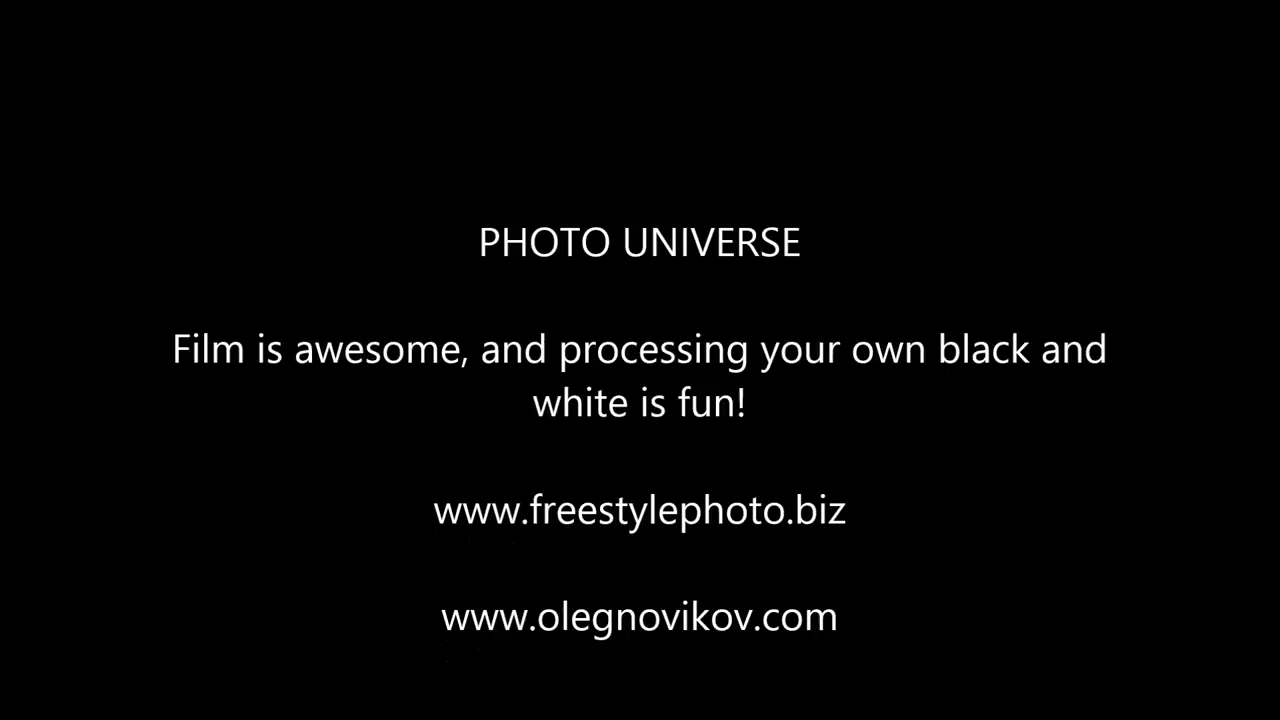 PHOTO UNIVERSE
Film is awesome, and processing your own black and
white is fun!
www.freestylephoto.biz
www.olegnovikov.com